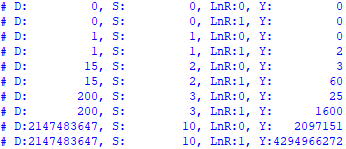 # D:         0, S:         0, LnR:0, Y:         0
# D:         0, S:         0, LnR:1, Y:         0
# D:         1, S:         1, LnR:0, Y:         0
# D:         1, S:         1, LnR:1, Y:         2
# D:        15, S:         2, LnR:0, Y:         3
# D:        15, S:         2, LnR:1, Y:        60
# D:       200, S:         3, LnR:0, Y:        25
# D:       200, S:         3, LnR:1, Y:      1600
# D:2147483647, S:        10, LnR:0, Y:   2097151
# D:2147483647, S:        10, LnR:1, Y:4294966272